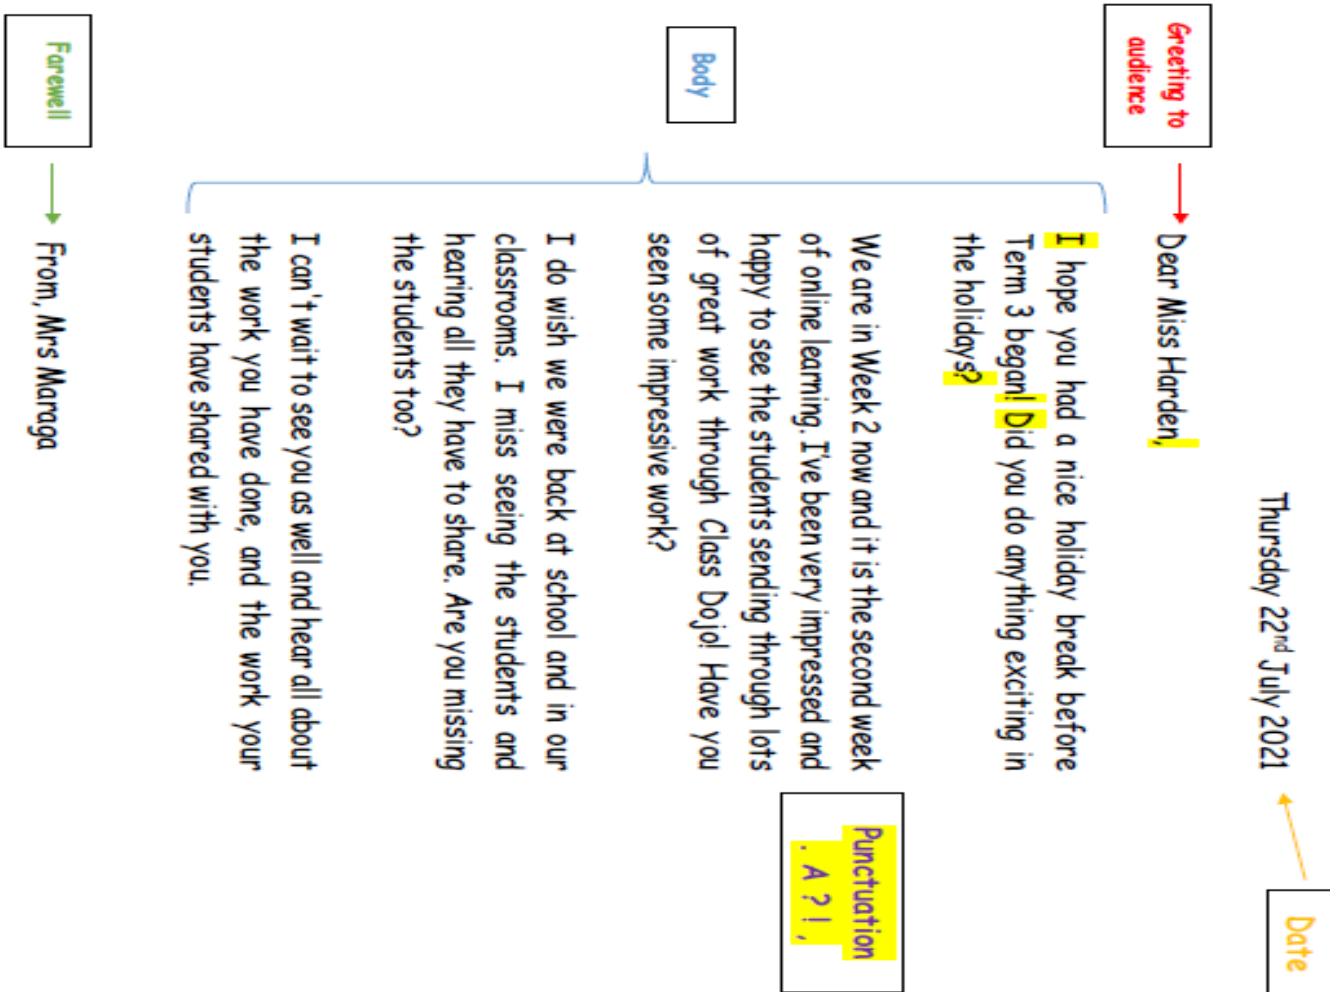 Date
Thursday 22nd July 2021
Greeting to
audience
Dear Miss Harden,
I hope you had a nice holiday break before
Term 3 began! Did you do anything exciting in
the holidays?
Punctuation
. A ? ! ,
Body
We are in Week 2 now and it is the second week
of online learning. I've been very impressed and
happy to see the students sending through lots
of great work through Class Dojo! Have you
seen some impressive work?
I do wish we were back at school and in our
classrooms. I miss seeing the students and
hearing all they have to share. Are you missing
the students too?
I can't wait to see you as well and hear all about
the work you have done, and the work your
students have shared with you.
Farewell
From, Mrs Maraga